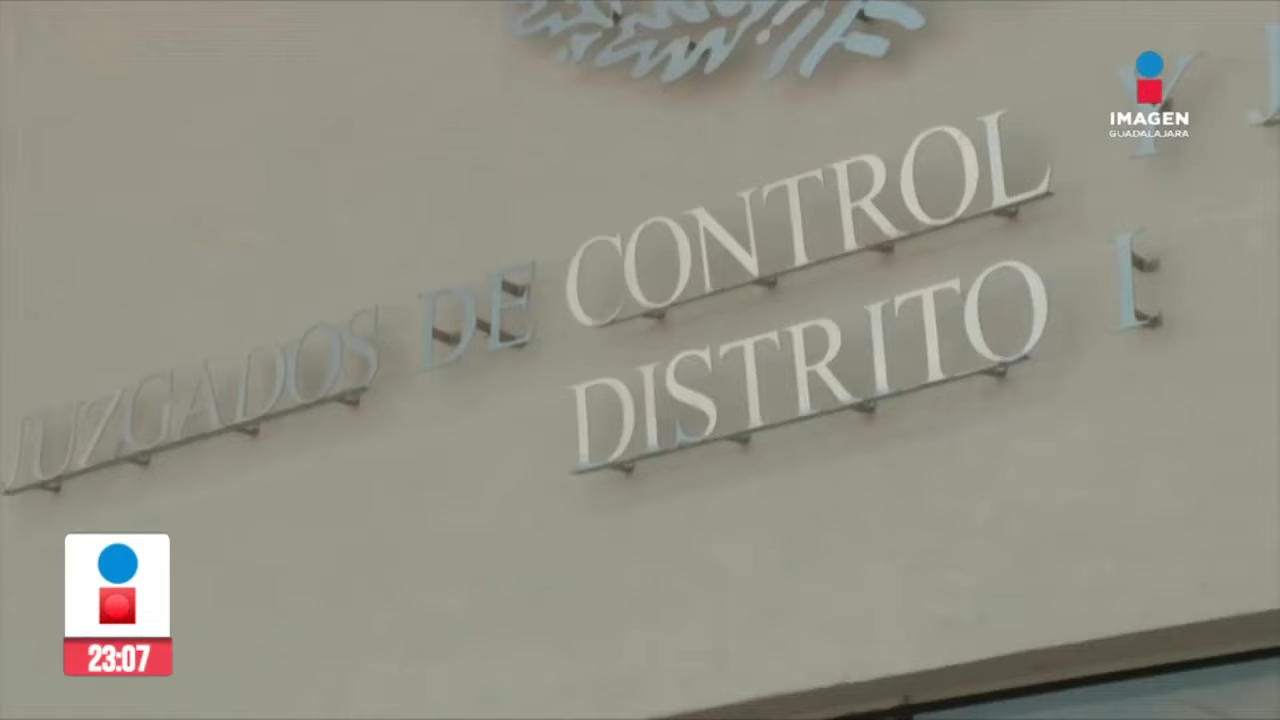 JUZGADOS DE CONTROL Y J
DISTRITO I
IMAGEN
GUADALAJARA
23:07